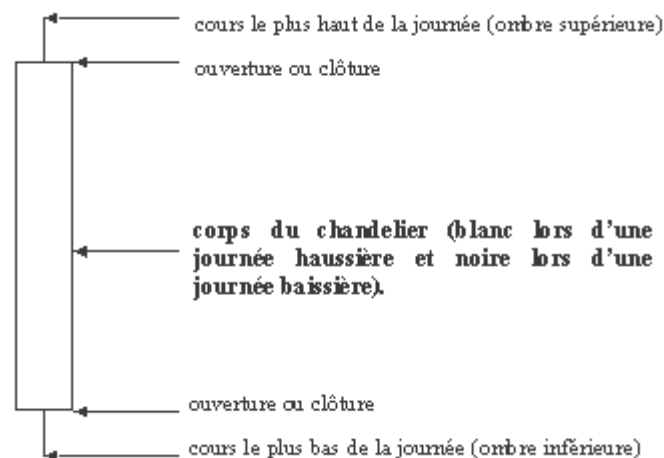 cours le plus haut de la journée (ombre supérieure)
ouverture ou clôture
corps du chandelier (blanc lors d'une
journée haussière et noire lors d'une
journée baissière).
ouverture ou clôture
cours le plus bas de la journée (ombre inférieure)